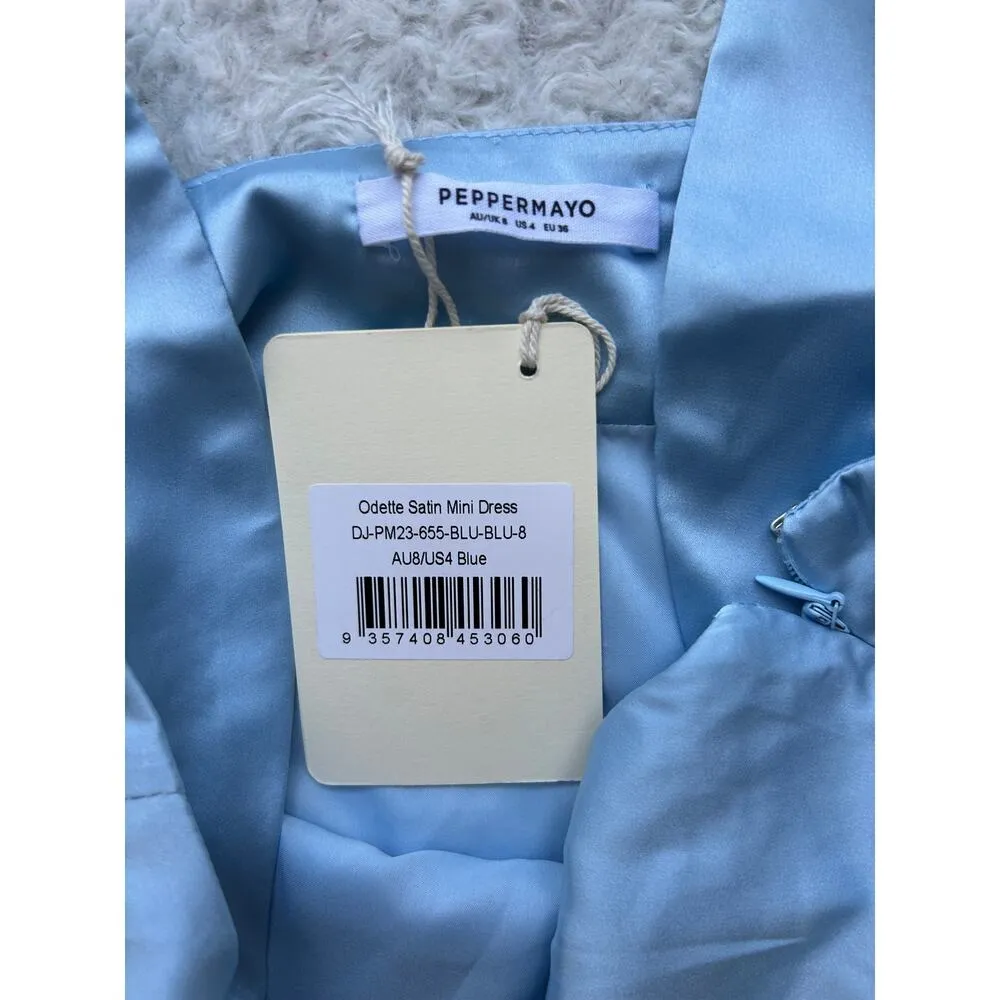 PEPPERMAYO
AU/UK 8 US 4 EU 36
Odette Satin Mini Dress
DJ-PM23-655-BLU-BLU-8
AU8/US4 Blue
9 357408 453060